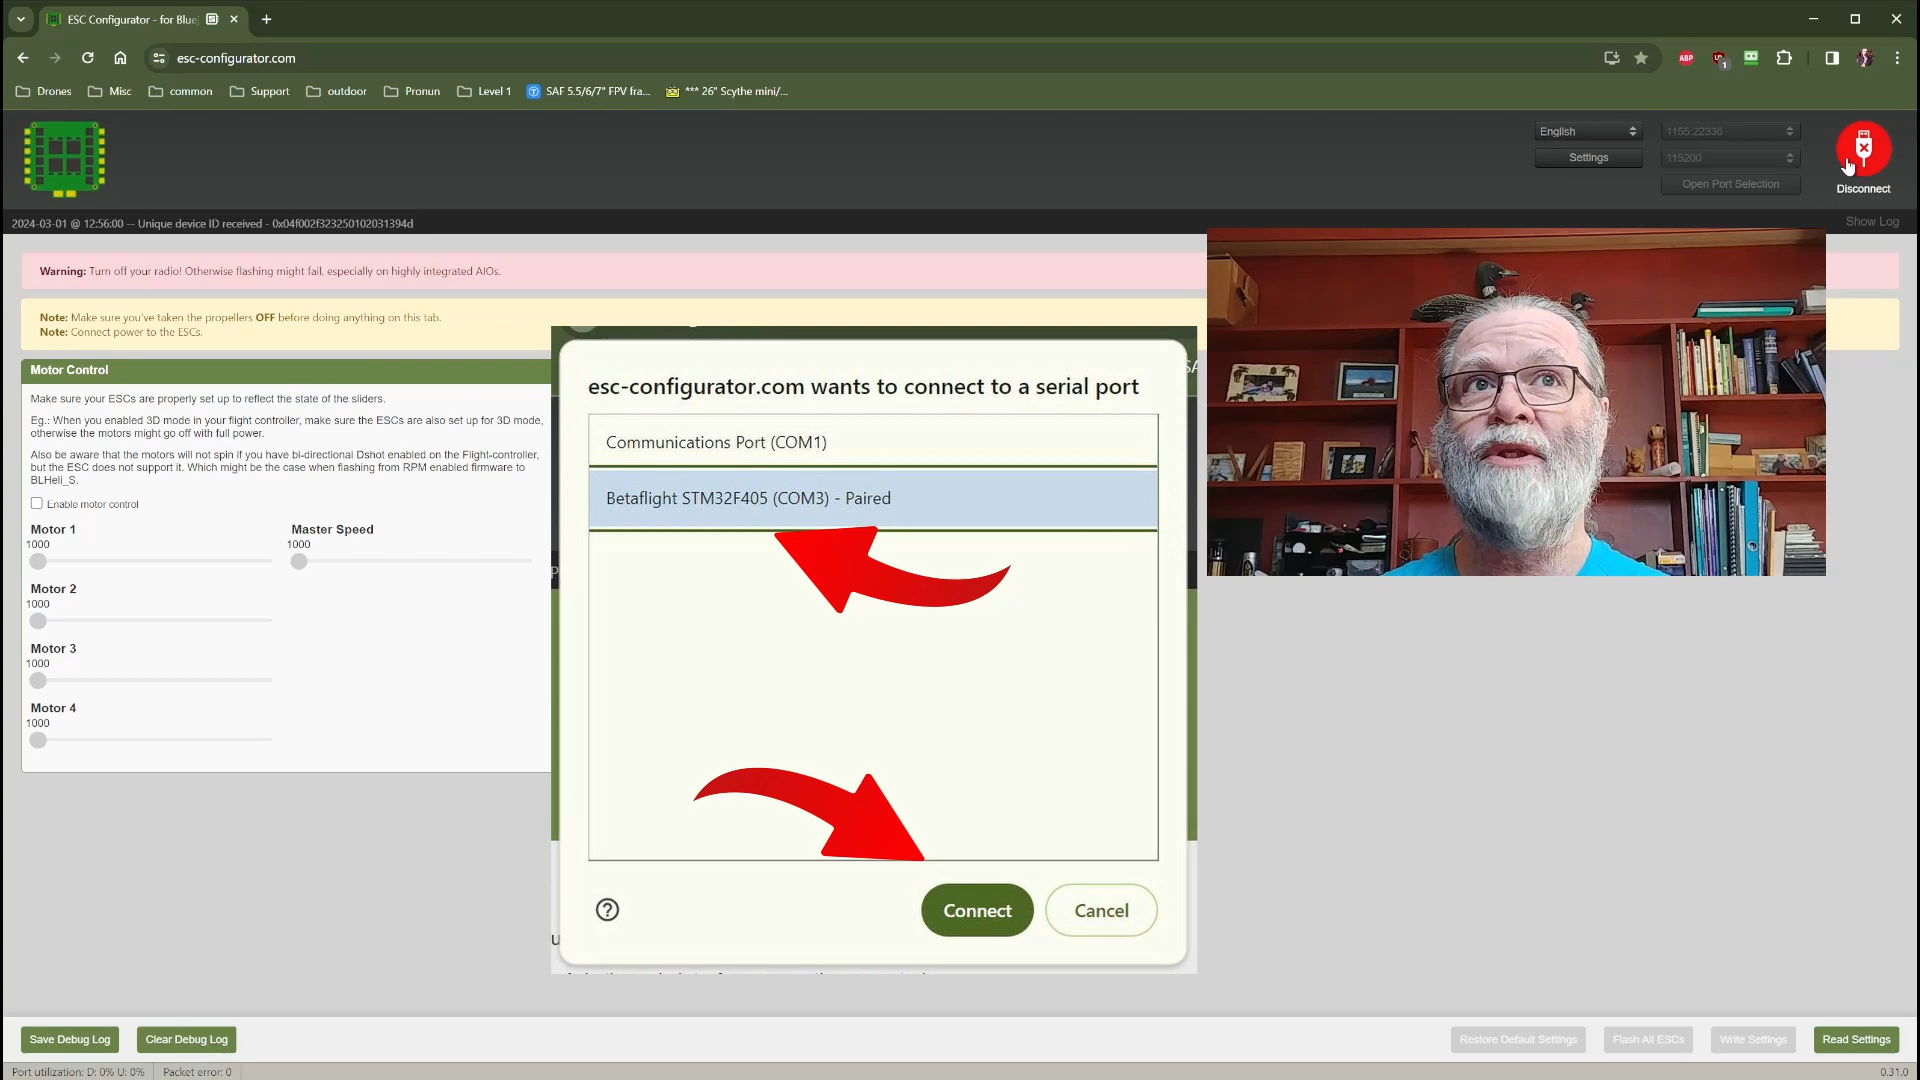 ESC Configurator - for Blue
esc-configurator.com
ABP
1
Drones
Misc
common
Support
outdoor
Pronun
Level 1
SAF 5.5/6/7" FPV fra...
*** 26" Scythe mini/...
English
1155:22336
Settings
115200
Open Port Selection
Disconnect
2024-03-01 @ 12:56:00 -- Unique device ID received - 0x04f002f3232501020​31394d
Show Log
Warning: Turn off your radio! Otherwise flashing might fail, especially on highly integrated AIOs.
Note: Make sure you've taken the propellers OFF before doing anything on this tab.
Note: Connect power to the ESCs.
Motor Control
Make sure your ESCs are properly set up to reflect the state of the sliders.
Eg.: When you enabled 3D mode in your flight controller, make sure the ESCs are also set up for 3D mode,
otherwise the motors might go off with full power.
Also be aware that the motors will not spin if you have bi-directional Dshot enabled on the Flight-controller,
but the ESC does not support it. Which might be the case when flashing from RPM enabled firmware to
BLHeli_S.
Enable motor control
Motor 1
1000
Master Speed
1000
Motor 2
1000
Motor 3
1000
Motor 4
1000
esc-configurator.com wants to connect to a serial port
Communications Port (COM1)
Betaflight STM32F405 (COM3) - Paired
Connect
Cancel
Save Debug Log
Clear Debug Log
Restore Default Settings
Flash All ESCs
Write Settings
Read Settings
Port utilization: D: 0% U: 0%
Packet error: 0
0.31.0